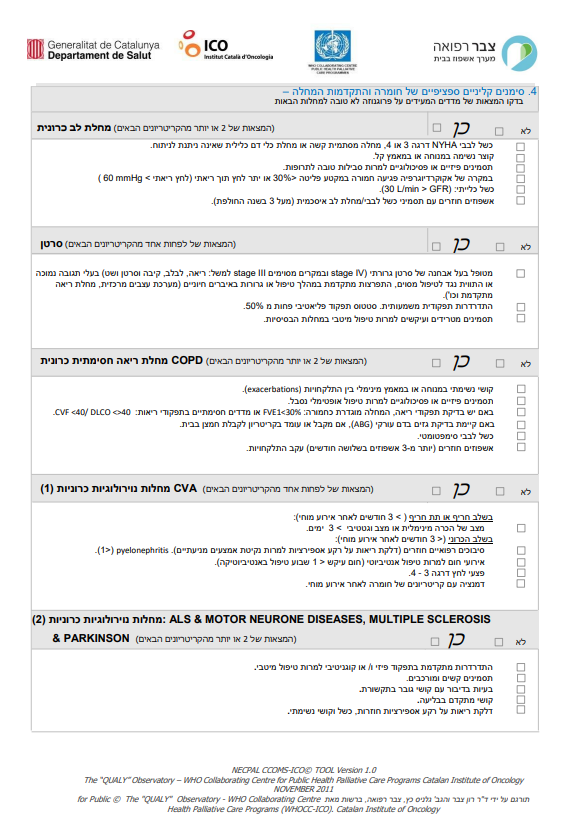 Generalitat de Catalunya
Departament de Salut
ICO
Institut Català d'Oncologia
WHO COLLABORATING CENTRE
PUBLIC HEALTH PALLIATIVE
CARE PROGRAMMES
צבר רפואה
מערך אשפוז בבית
4. סימנים קליניים ספציפיים של חומרה והתקדמות המחלה –
בדקו המצאות של מדדים המעידים על פרוגנוזה לא טובה למחלות הבאות
מחלת לב כרונית (המצאות של 2 או יותר מהקריטריונים הבאים) כן לא
כשל לבבי NYHA דרגה 3 או 4, מחלה מסתמית קשה או מחלת כלי דם כלילית שאינה ניתנת לניתוח.
קוצר נשימה במנוחה או במאמץ קל.
תסמינים פיזיים או פסיכולוגיים למרות סבילות טובה לתרופות.
במקרה של אקוקרדיוגרפיה פגיעה חמורה במקטע פליטה <30% או יתר לחץ תוך ריאתי (לחץ ריאתי > 60 mmHg )
כשל כלייתי: (GFR < 30 L/min).
אשפוזים חוזרים עם תסמיני כשל לבבי/מחלת לב איסכמית (מעל 3 בשנה החולפת).
סרטן (המצאות של לפחות אחד מהקריטריונים הבאים) כן לא
מטופל בעל אבחנה של סרטן גרורתי (stage IV ובמקרים מסוימים stage III למשל: ריאה, לבלב, קיבה וסרטן ושט) בעלי תגובה נמוכה
או התווית נגד לטיפול מסוים, התפרצות מתקדמת במהלך טיפול או גרורות באיברים חיוניים (מערכת עצבים מרכזית, מחלת ריאה
מתקדמת וכו').
התדרדרות תפקודית משמעותית. סטטוס תפקוד פליאטיבי פחות מ 50%.
תסמינים מטרידים ועיקשים למרות טיפול מיטבי במחלות הבסיסיות.
מחלת ריאה חסימתית כרונית COPD (המצאות של 2 או יותר מהקריטריונים הבאים) כן לא
קושי נשימתי במנוחה או במאמץ מינימלי בין התלקחויות (exacerbations).
תסמינים פיזיים או פסיכולוגיים למרות טיפול אופטימלי נסבל.
באם יש בדיקת תפקודי ריאה, המחלה מוגדרת כחמורה: FVE1<30% או מדדים חסימתיים בתפקודי ריאות: CVF <40/ DLCO <>40.
באם קיימת בדיקת גזים בדם עורקי (ABG), אם מקבל או עומד בקריטריון לקבלת חמצן בבית.
כשל לבבי סימפטומטי.
אשפוזים חוזרים (יותר מ-3 אשפוזים בשלושה חודשים) עקב התלקחויות.
מחלות נוירולוגיות כרוניות (1) CVA (המצאות של לפחות אחד מהקריטריונים הבאים) כן לא
בשלב חריף או תת חריף ( > 3 חודשים לאחר אירוע מוחי):
מצב של הכרה מינימלית או מצב וגטטיבי > 3 ימים.
בשלב הכרוני (< 3 חודשים לאחר אירוע מוחי):
סיבוכים רפואיים חוזרים (דלקת ריאות על רקע אספירציות למרות נקיטת אמצעים מניעתיים). pyelonephritis (<1).
אירועי חום למרות טיפול אנטיביוטי (חום עיקש < 1 שבוע טיפול באנטיביוטיקה).
פצעי לחץ דרגה 3 - 4.
דמנציה עם קריטריונים של חומרה לאחר אירוע מוחי.
מחלות נוירולוגיות כרוניות (2): ALS & MOTOR NEURONE DISEASES, MULTIPLE SCLEROSIS
& PARKINSON (המצאות של 2 או יותר מהקריטריונים הבאים) כן לא
התדרדרות מתקדמת בתפקוד פיזי ו/ או קוגניטיבי למרות טיפול מיטבי.
תסמינים קשים ומורכבים.
בעיות בדיבור עם קושי גובר בתקשורת.
קושי מתקדם בבליעה.
דלקת ריאות על רקע אספירציות חוזרות, כשל וקושי נשימתי.
NECPAL CCOMS-ICO© TOOL Version 1.0
The "QUALY" Observatory – WHO Collaborating Centre for Public Health Palliative Care Programs Catalan Institute of Oncology
NOVEMBER 2011
תורגם על ידי ד"ר רון צבר והגב' גלניס כץ, צבר רפואה, ברשות מאת The "QUALY" Observatory - WHO Collaborating Centre © for Public
Health Palliative Care Programs (WHOCC-ICO). Catalan Institute of Oncology